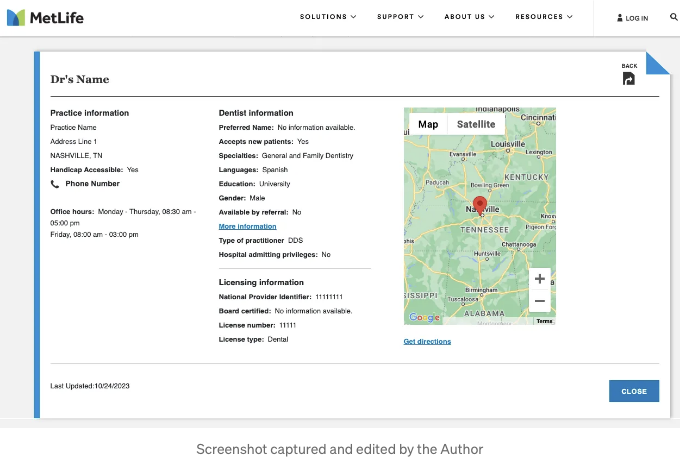 MetLife
SOLUTIONS SUPPORT ABOUT US RESOURCES LOG IN
BACK
Dr's Name
Practice information
Practice Name
Address Line 1
NASHVILLE, TN
Handicap Accessible: Yes
Phone Number
Office hours: Monday - Thursday, 08:30 am -
05:00 pm
Friday, 08:00 am - 03:00 pm
Dentist information
Preferred Name: No information available.
Accepts new patients: Yes
Specialties: General and Family Dentistry
Languages: Spanish
Education: University
Gender: Male
Available by referral: No
More information
Type of practitioner DDS
Hospital admitting privileges: No
Licensing information
National Provider Identifier: 11111111
Board certified: No information available.
License number: 11111
License type: Dental
Indianapolis
Cincinnati
Map Satellite
Louisville
Evansville
Lexington
KENTUCKY
Paducah
Bowling Green
Nashville
TENNESSEE
Chattanooga
Huntsville
Birmingham
Tuscaloosa
ALABAMA
Google
Terms
Get directions
Last Updated:10/24/2023
CLOSE
Screenshot captured and edited by the Author